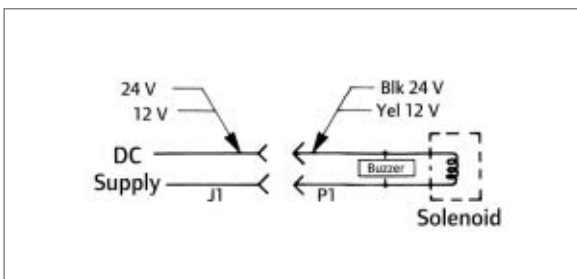 24 V
12 V
Blk 24 V
Yel 12 V
DC
Supply
J1
P1
Buzzer
Solenoid